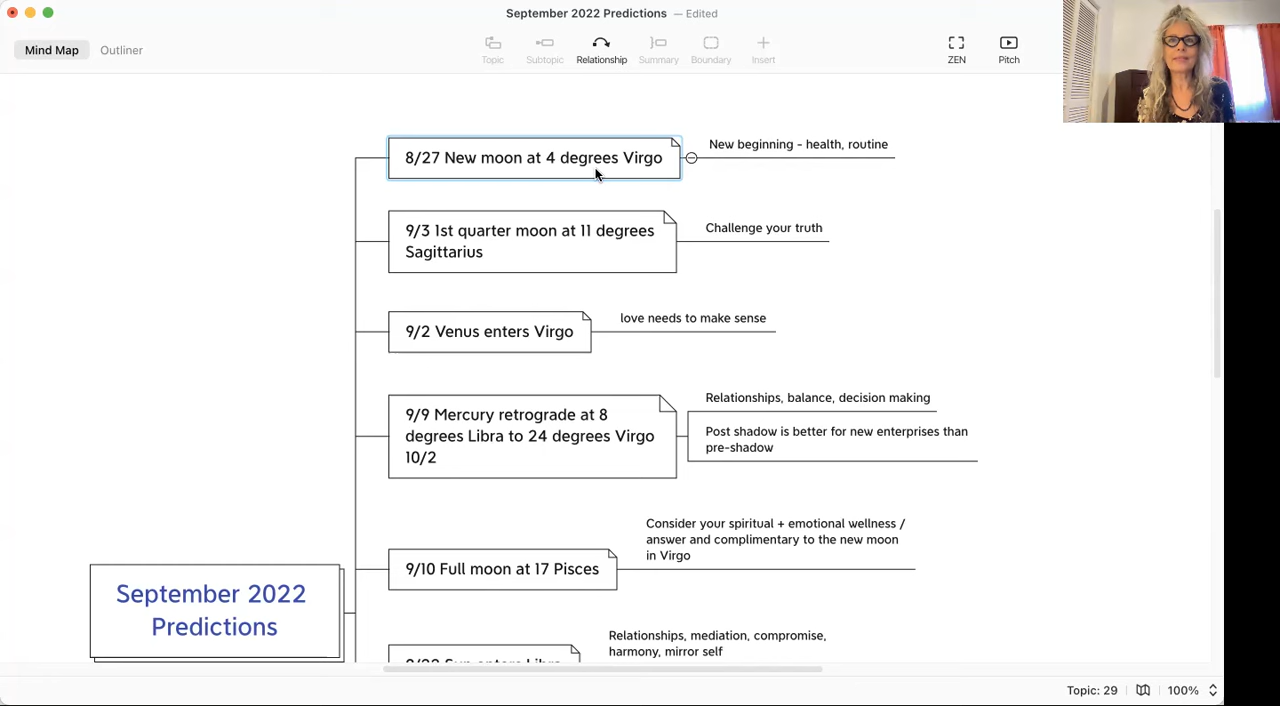 September 2022 Predictions — Edited
Mind Map
Outliner
Topic
Subtopic
Relationship
Summary
Boundary
Insert
ZEN
Pitch
8/27 New moon at 4 degrees Virgo
New beginning - health, routine
9/3 1st quarter moon at 11 degrees
Sagittarius
Challenge your truth
9/2 Venus enters Virgo
love needs to make sense
9/9 Mercury retrograde at 8
degrees Libra to 24 degrees Virgo
10/2
Relationships, balance, decision making
Post shadow is better for new enterprises than
pre-shadow
9/10 Full moon at 17 Pisces
Consider your spiritual + emotional wellness /
answer and complimentary to the new moon
in Virgo
September 2022
Predictions
Sun enters Libra
Relationships, mediation, compromise,
harmony, mirror self
Topic: 29
100%